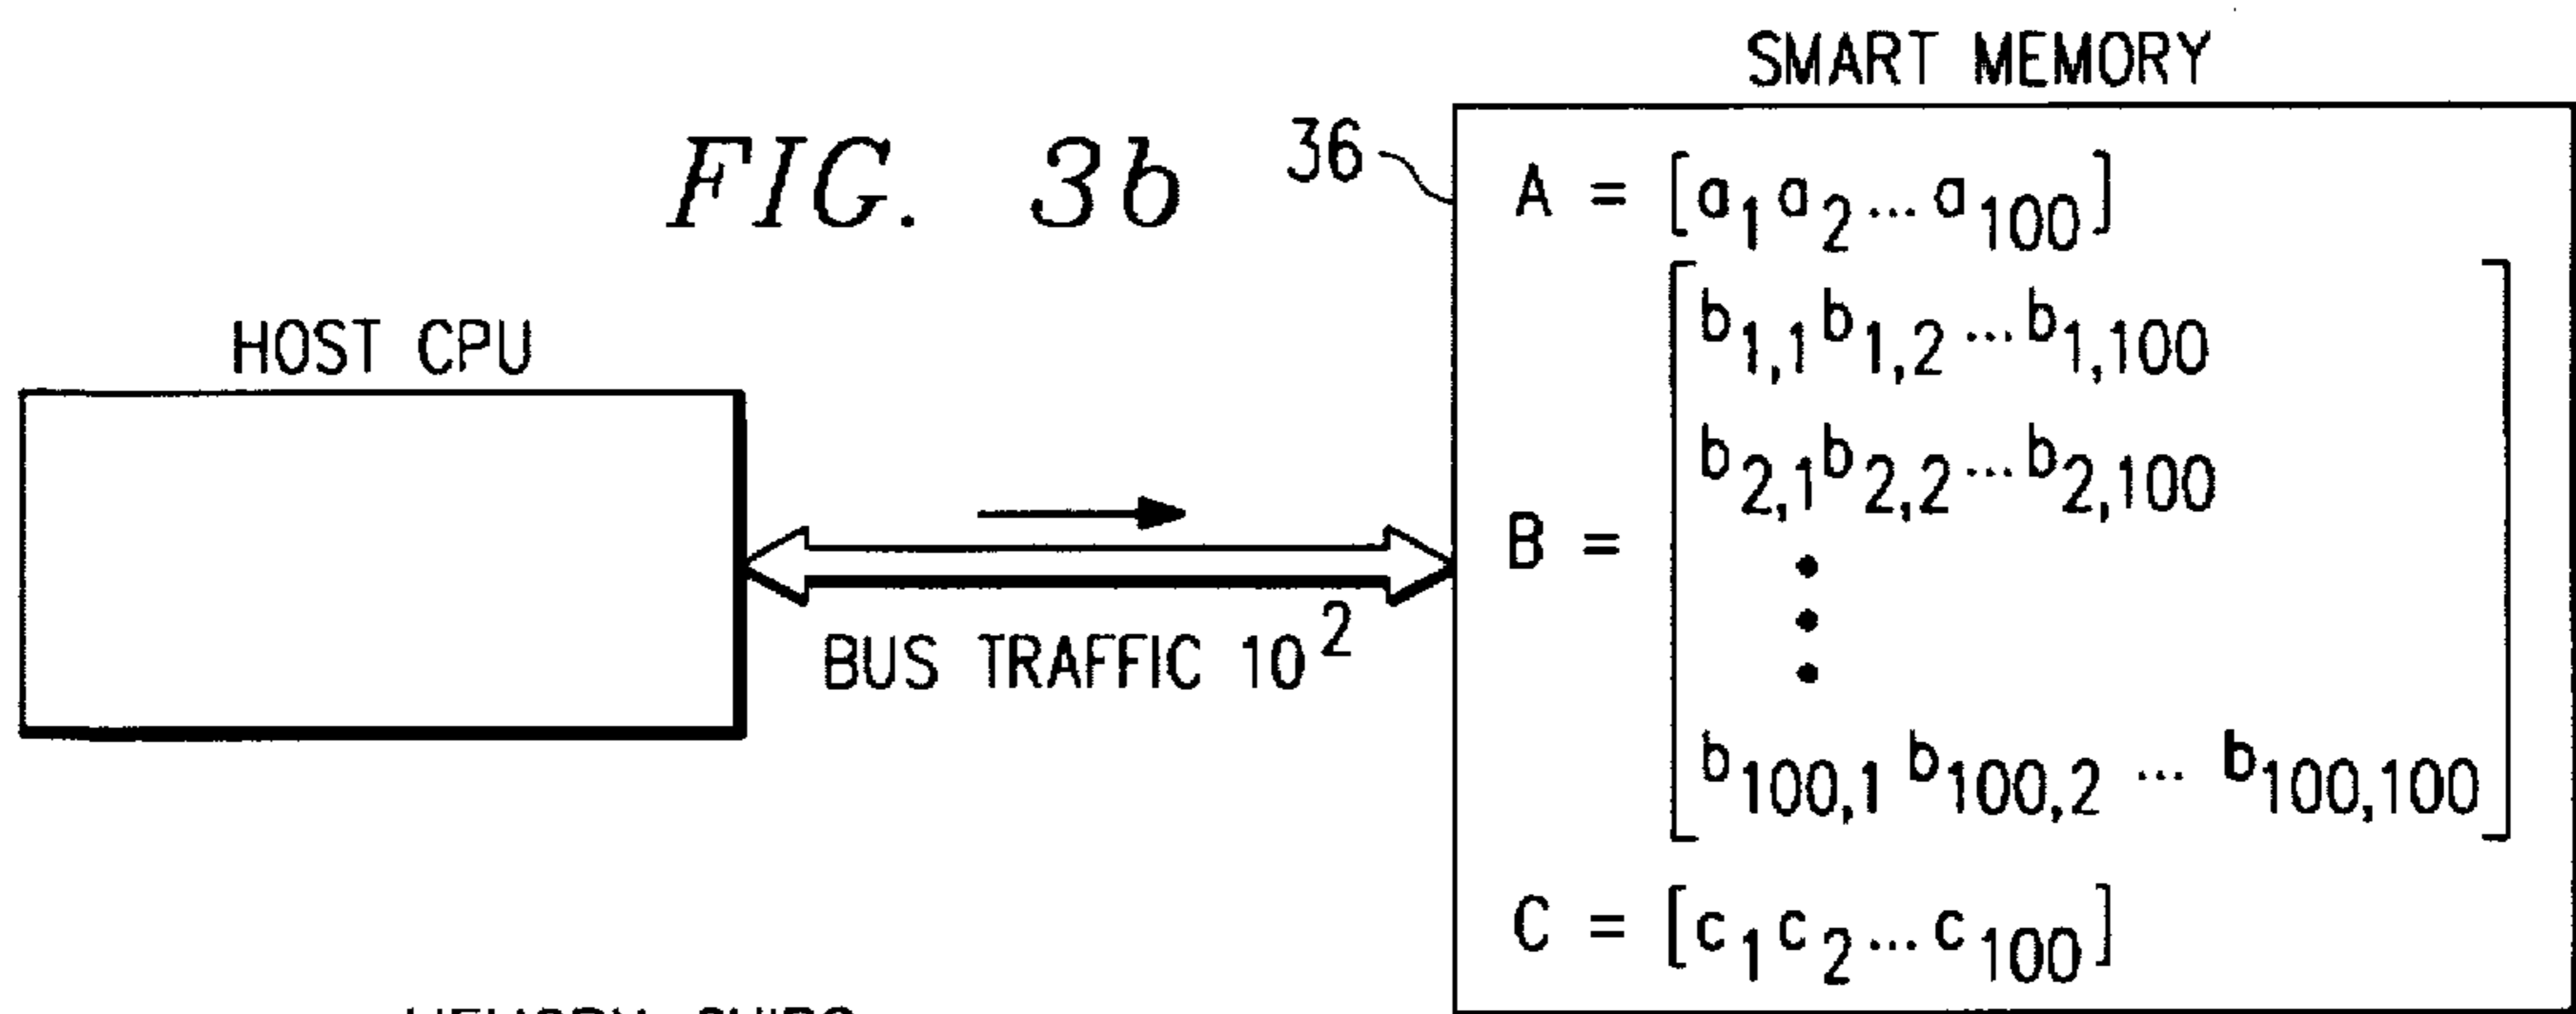 SMART MEMORY
FIG. 3b
36
A = [a1 a2 ... a100]
HOST CPU
b1,1 b1,2 ... b1,100
b2,1 b2,2 ... b2,100
B =
BUS TRAFFIC 10^2
b100,1 b100,2 ... b100,100
C = [c1 c2 ... c100]